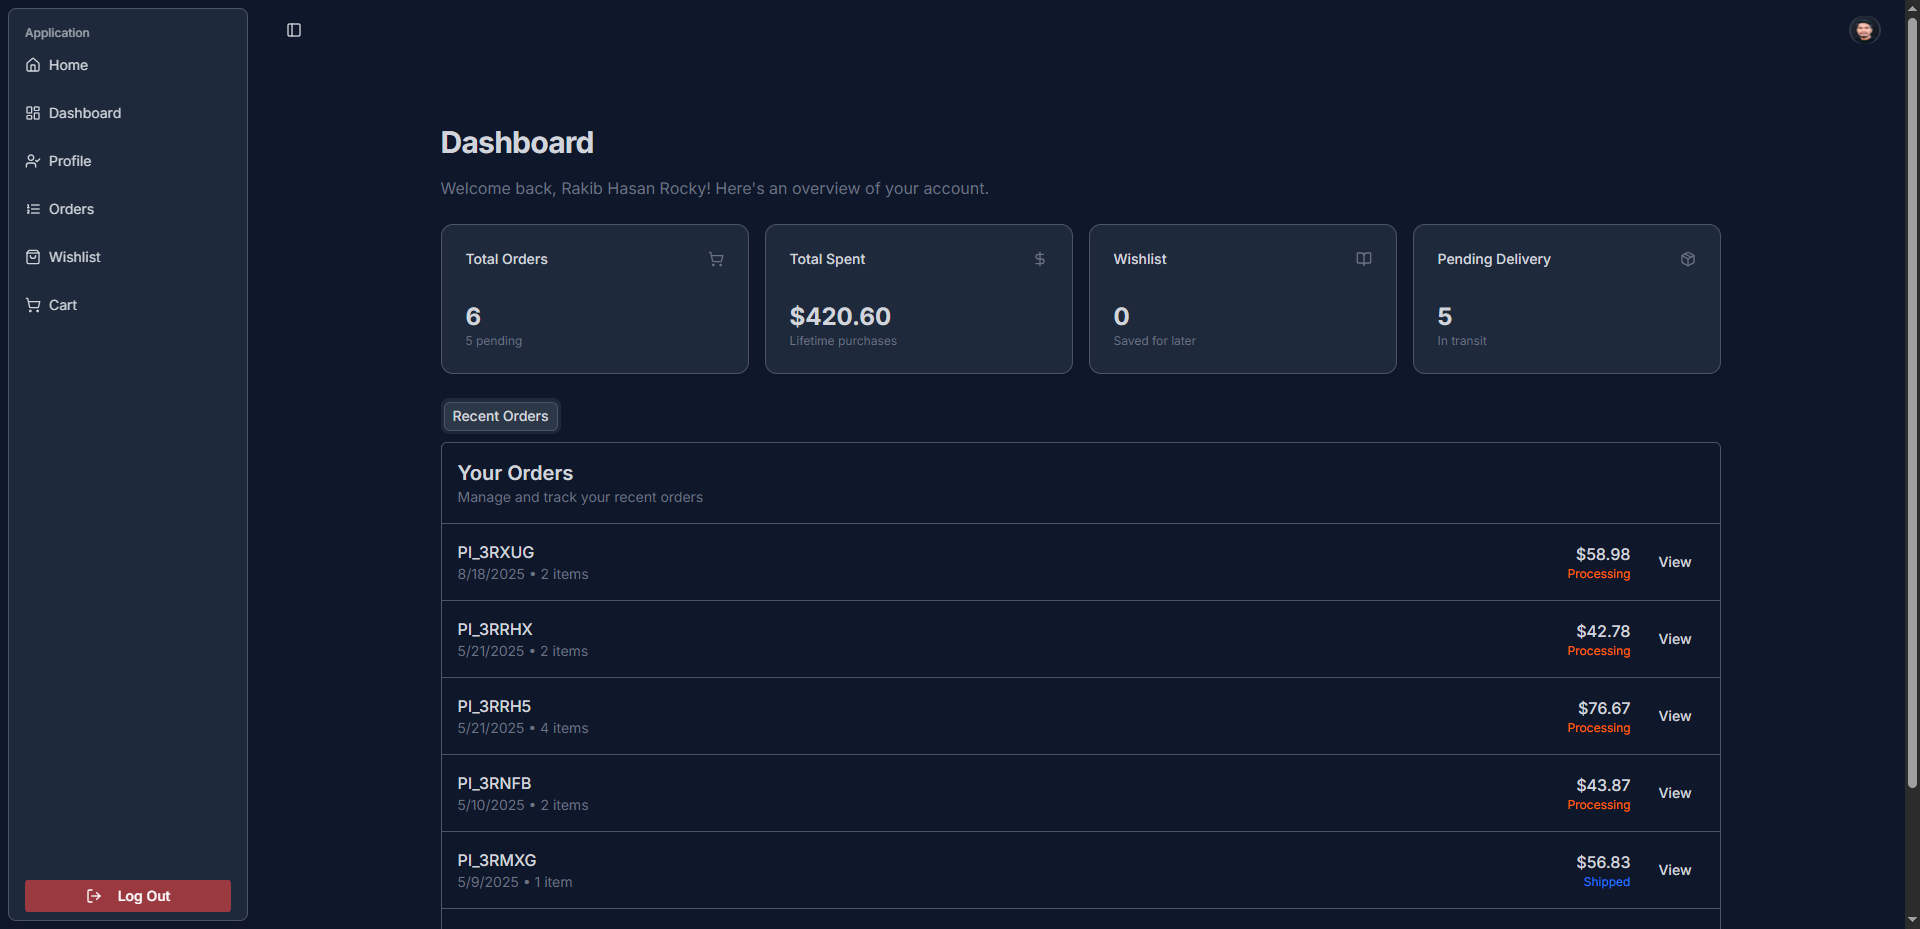 Application
Home
Dashboard
Profile
Orders
Wishlist
Cart
Log Out
Dashboard
Welcome back, Rakib Hasan Rocky! Here's an overview of your account.
Total Orders
6
5 pending
Total Spent
$420.60
Lifetime purchases
Wishlist
0
Saved for later
Pending Delivery
5
In transit
Recent Orders
Your Orders
Manage and track your recent orders
PI_3RXUG
8/18/2025 • 2 items
$58.98
Processing
View
PI_3RRHX
5/21/2025 • 2 items
$42.78
Processing
View
PI_3RRH5
5/21/2025 • 4 items
$76.67
Processing
View
PI_3RNFB
5/10/2025 • 2 items
$43.87
Processing
View
PI_3RMXG
5/9/2025 • 1 item
$56.83
Shipped
View